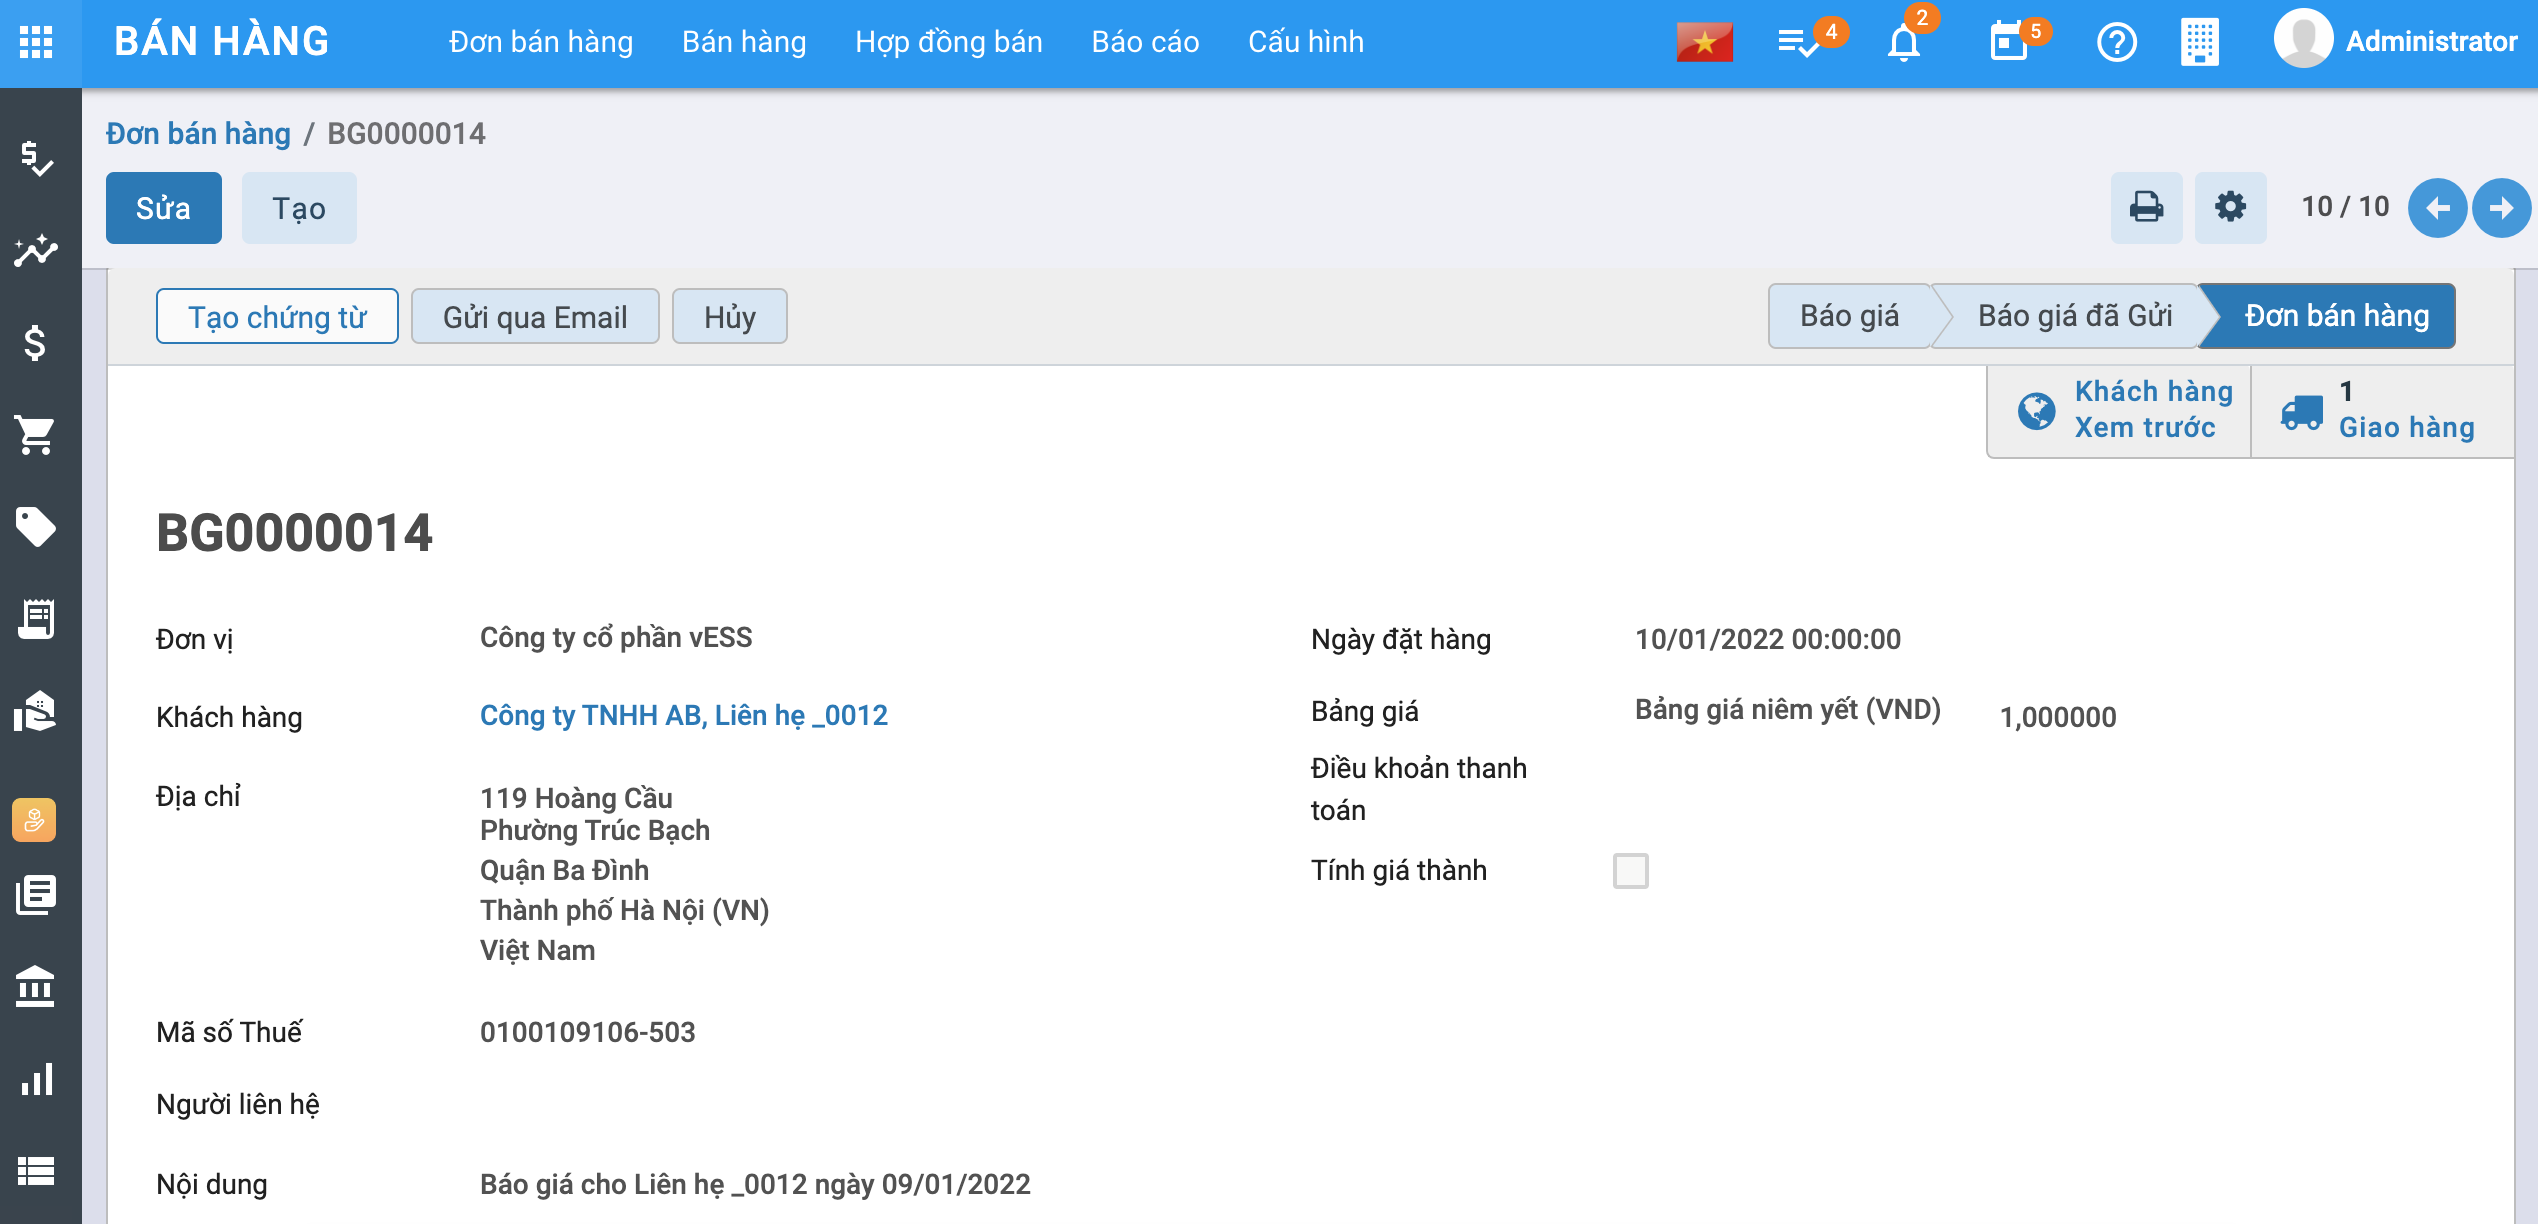 BÁN HÀNG
Đơn bán hàng
Bán hàng
Hợp đồng bán
Báo cáo
Cấu hình
4
2
5
Administrator
Đơn bán hàng / BG0000014
Sửa
Tạo
10 / 10
Tạo chứng từ
Gửi qua Email
Hủy
Báo giá
Báo giá đã Gửi
Đơn bán hàng
Khách hàng
Xem trước
1
Giao hàng
BG0000014
Đơn vị
Công ty cổ phần vESS
Ngày đặt hàng
10/01/2022 00:00:00
Khách hàng
Công ty TNHH AB, Liên hẹ _0012
Bảng giá
Bảng giá niêm yết (VND)
1,000000
Điều khoản thanh
toán
Địa chỉ
119 Hoàng Cầu
Phường Trúc Bạch
Quận Ba Đình
Thành phố Hà Nội (VN)
Việt Nam
Tính giá thành
Mã số Thuế
0100109106-503
Người liên hệ
Nội dung
Báo giá cho Liên hẹ _0012 ngày 09/01/2022